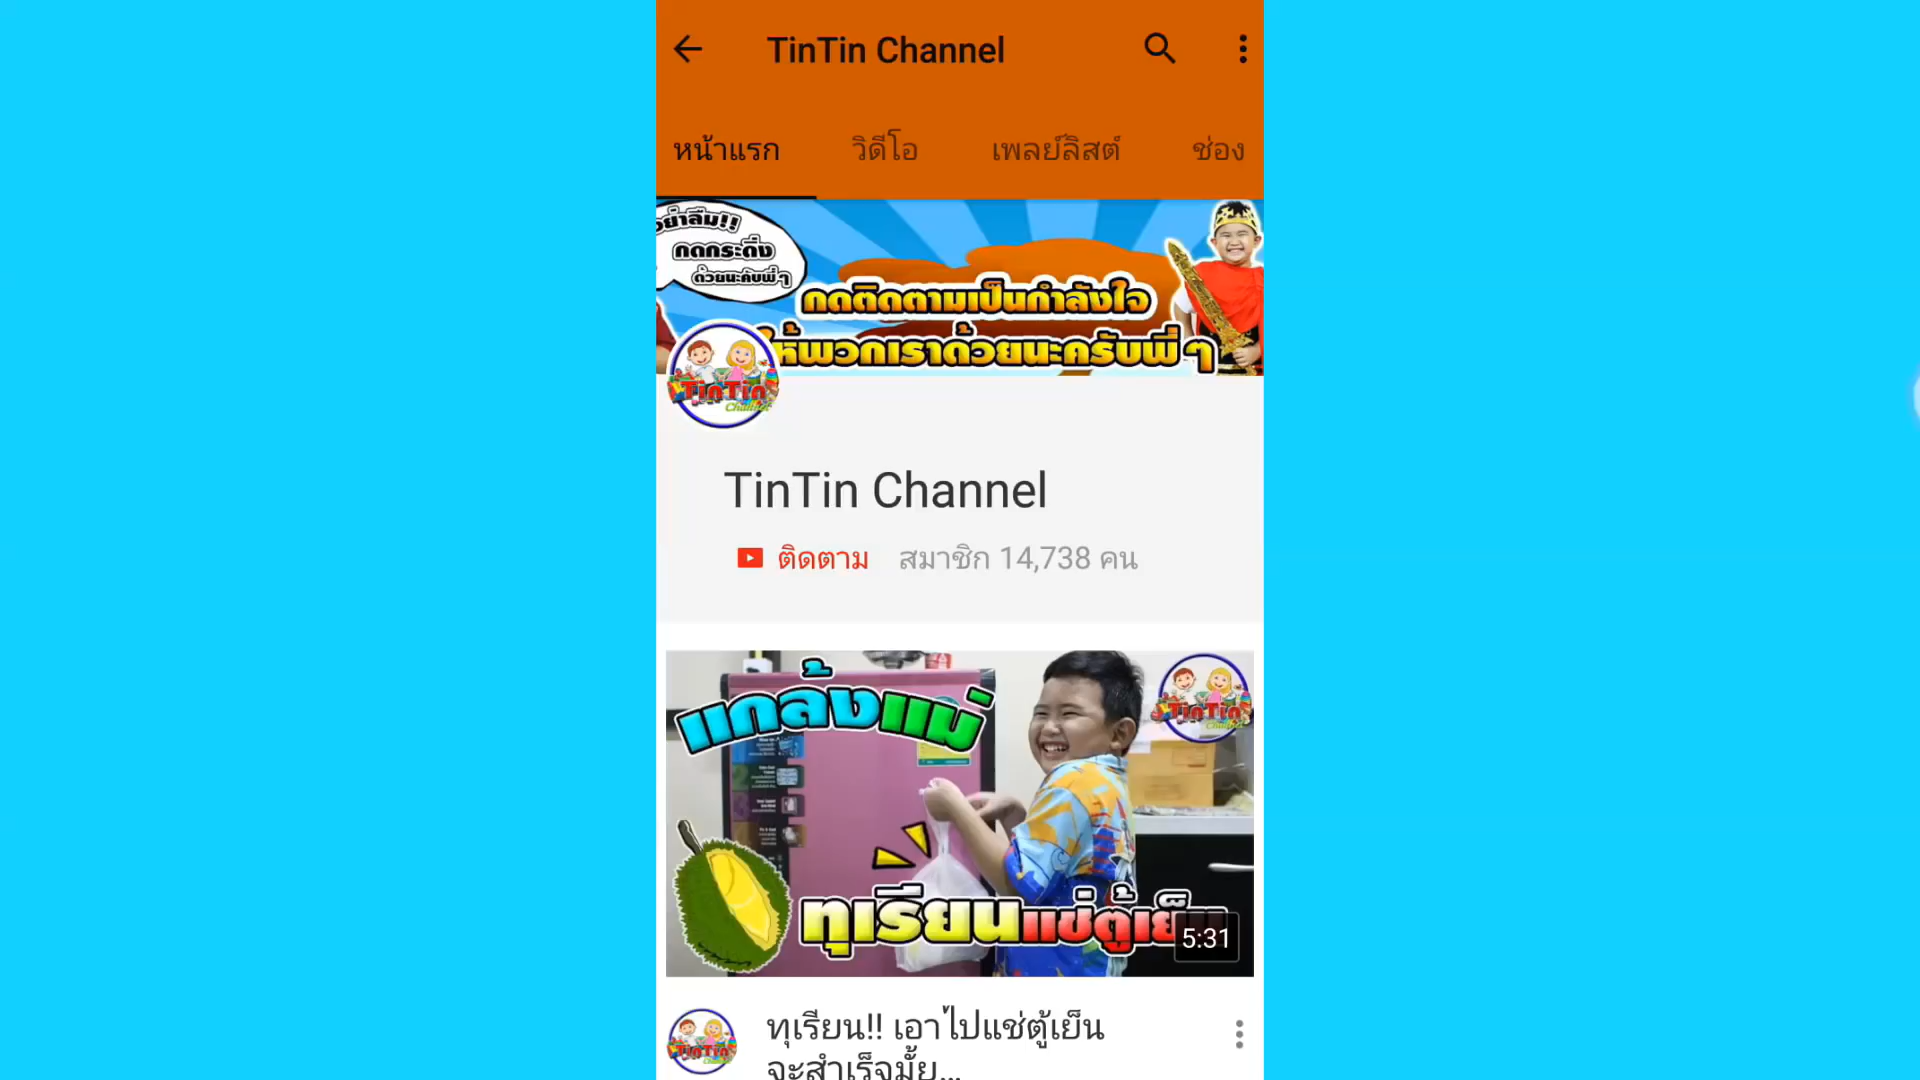 TinTin Channel
หน้าแรก วิดีโอ เพลย์ลิสต์ ช่อง
อย่าลืม!!
กดกระดิ่ง
ด้วยนะคับพี่ๆ
กดติดตามเป็นกำลังใจ
ให้พวกเราด้วยนะครับพี่ๆ
TinTin
Channel
TinTin Channel
ติดตาม สมาชิก 14,738 คน
แกล้งแม่
TinTin
Channel
ทุเรียนแช่ตู้เย็น
5:31
ทุเรียน!! เอาไปแช่ตู้เย็น
จะสำเร็จมั้ย...
TinTin